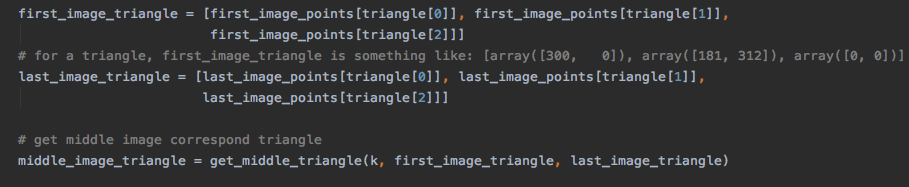 first_image_triangle = [first_image_points[triangle[0]], first_image_points[triangle[1]],
first_image_points[triangle[2]]]
# for a triangle, first_image_triangle is something like: [array([300,   0]), array([181, 312]), array([0, 0])]
last_image_triangle = [last_image_points[triangle[0]], last_image_points[triangle[1]],
last_image_points[triangle[2]]]
# get middle image correspond triangle
middle_image_triangle = get_middle_triangle(k, first_image_triangle, last_image_triangle)